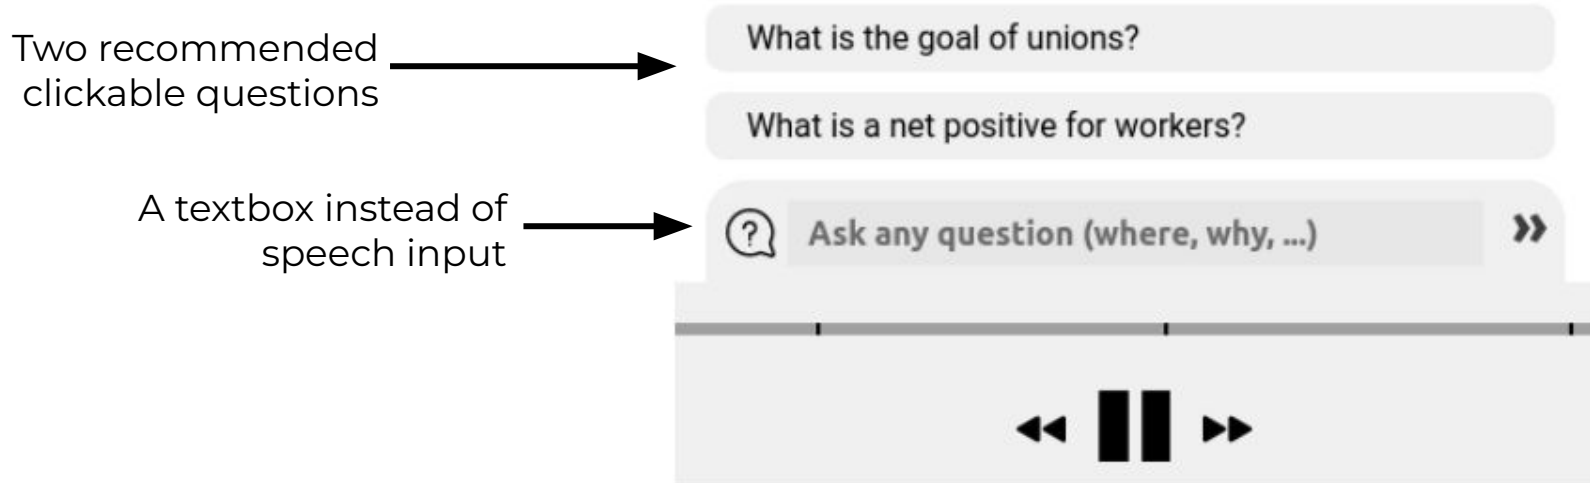 Two recommended
clickable questions
What is the goal of unions?
What is a net positive for workers?
A textbox instead of
speech input
Ask any question (where, why, ...)